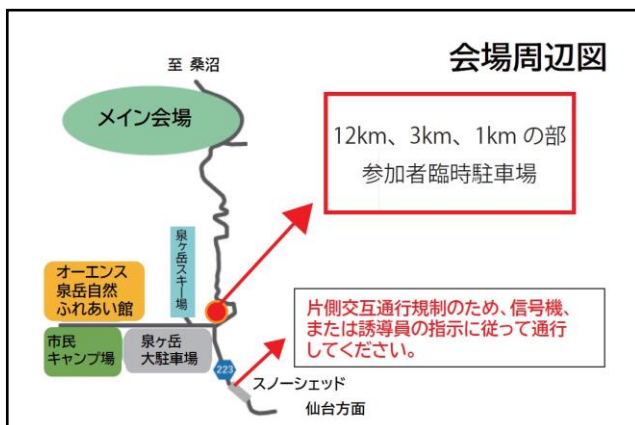 会場周辺図
至 桑沼
メイン会場
12km、3km、1km の部
参加者臨時駐車場
泉ヶ岳スキー場
オーエンス
泉岳自然
ふれあい館
片側交互通行規制のため、信号機、
または誘導員の指示に従って通行
してください。
市民
キャンプ場
泉ヶ岳
大駐車場
223
スノーシェッド
仙台方面